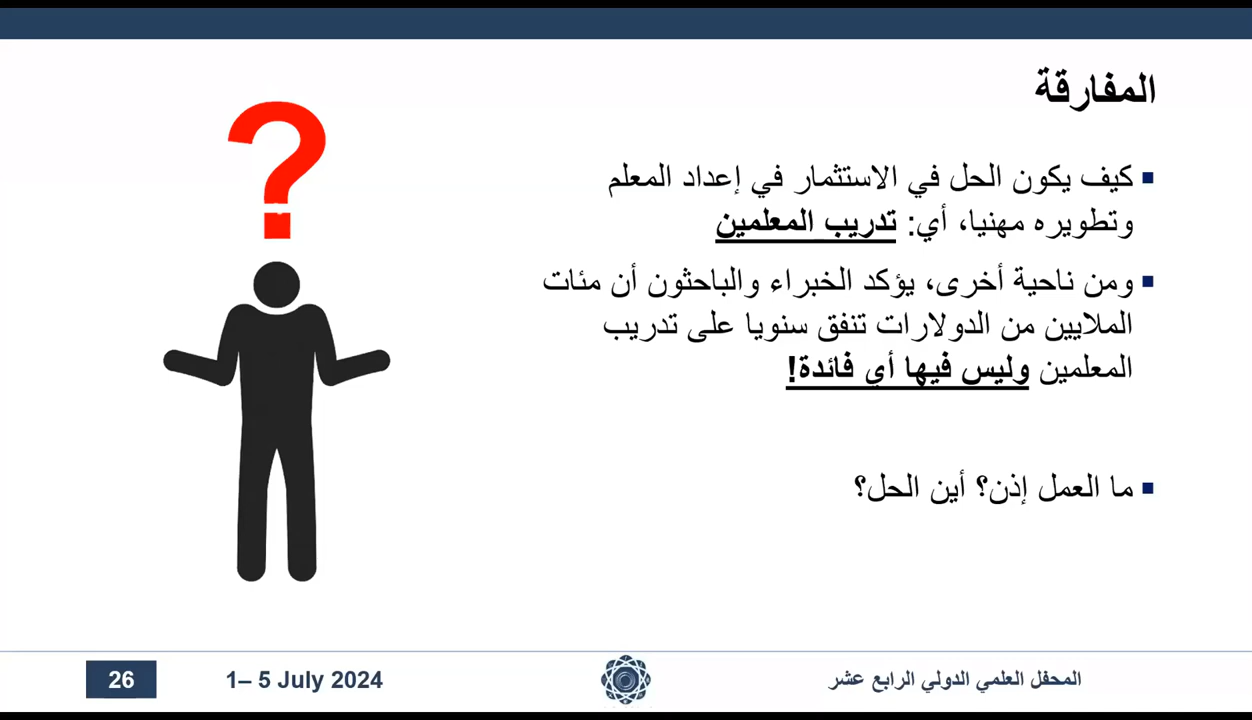 المفارقة
?
كيف يكون الحل في الاستثمار في إعداد المعلم
وتطويره مهنيا، أي: تدريب المعلمين
ومن ناحية أخرى، يؤكد الخبراء والباحثون أن مئات
الملايين من الدولارات تنفق سنويا على تدريب
المعلمين وليس فيها أي فائدة!
ما العمل إذن؟ أين الحل؟
المحفل العلمي الدولي الرابع عشر
1– 5 July 2024
26